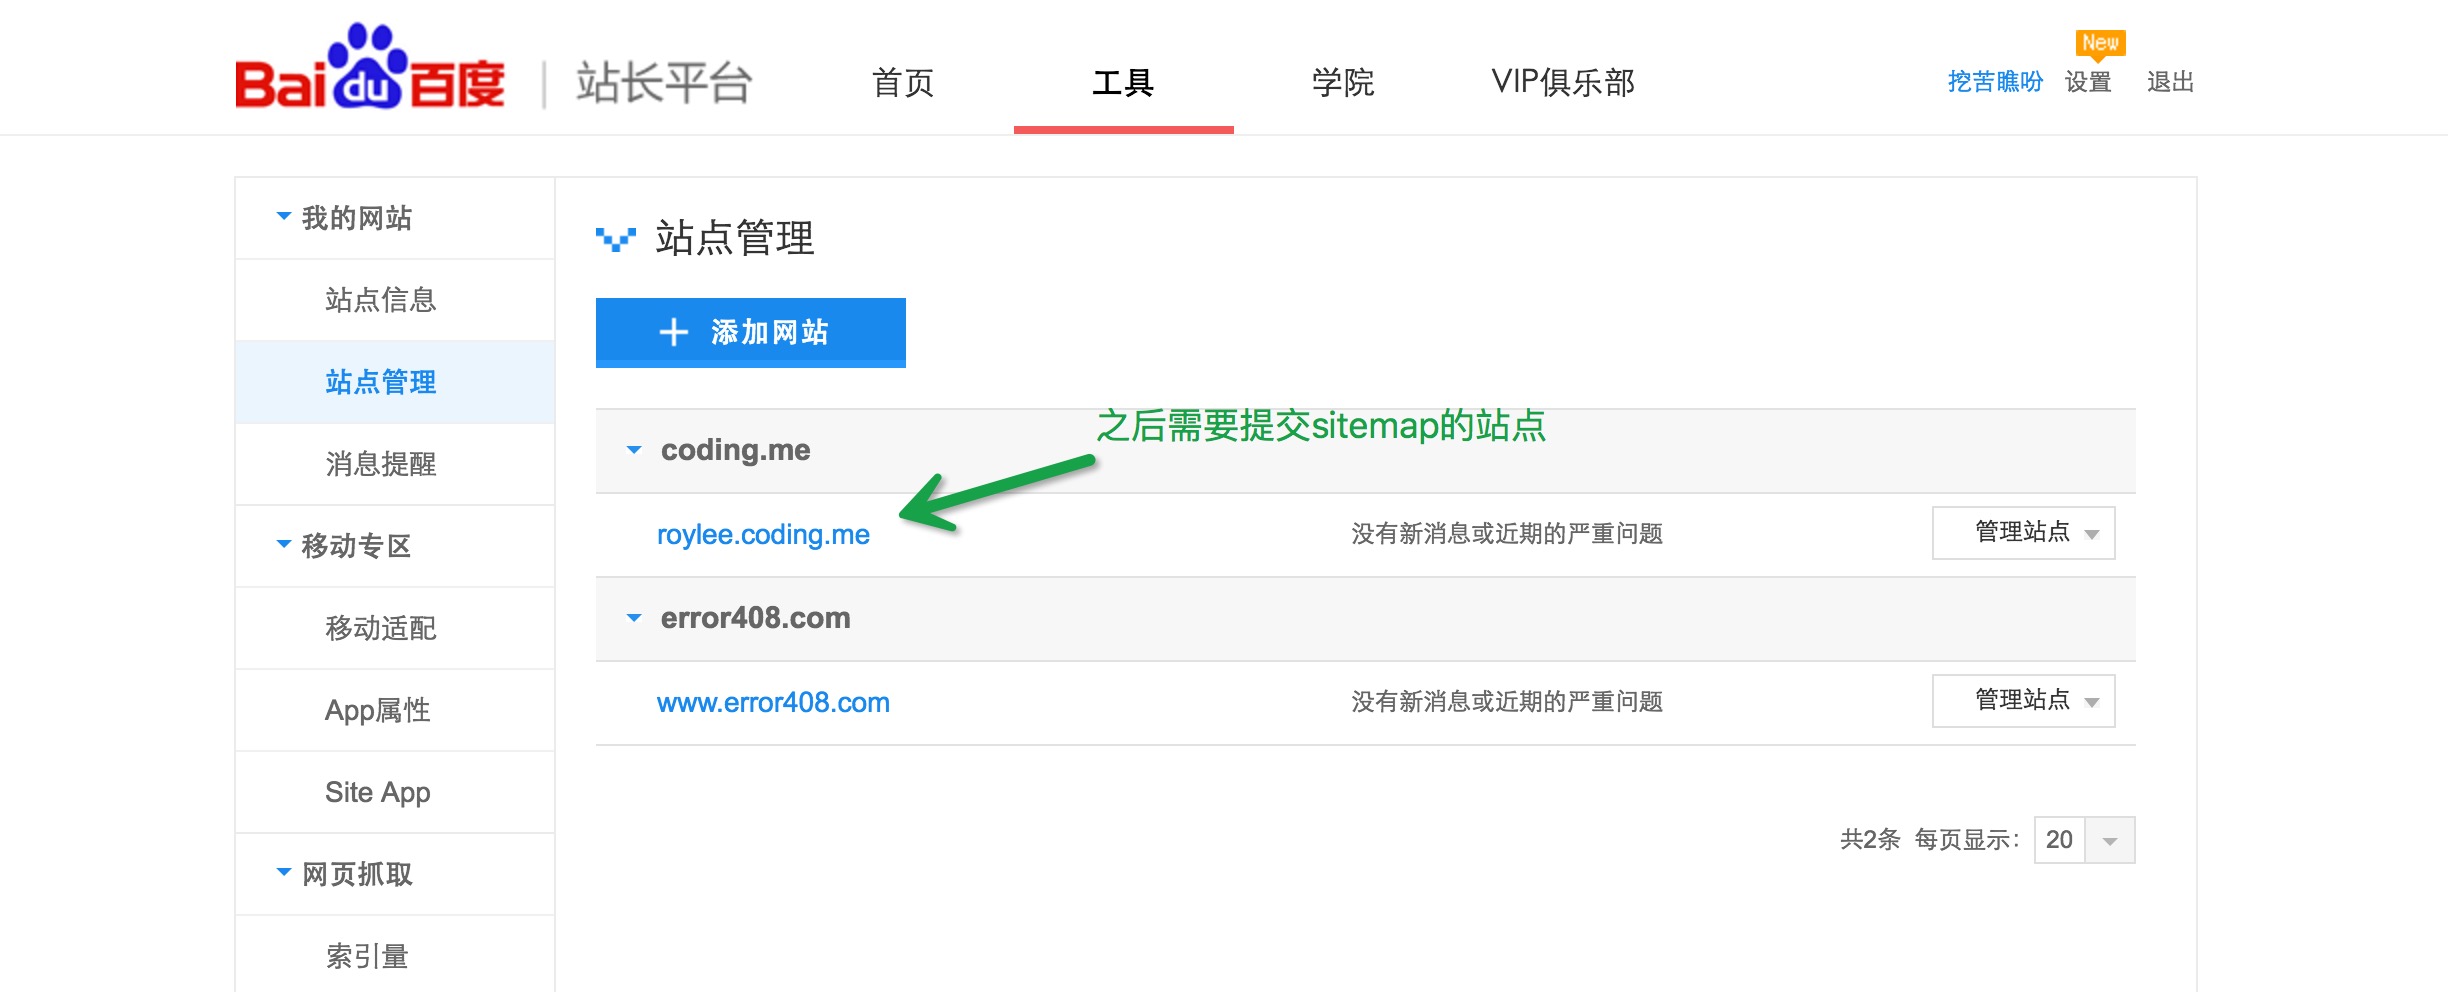 Baidu百度 | 站长平台
首页
工具
学院
VIP俱乐部
挖苦瞧吩
New
设置
退出
我的网站
站点信息
站点管理
消息提醒
移动专区
移动适配
App属性
Site App
网页抓取
索引量
站点管理
添加网站
之后需要提交sitemap的站点
coding.me
roylee.coding.me 没有新消息或近期的严重问题 管理站点
error408.com
www.error408.com 没有新消息或近期的严重问题 管理站点
共2条 每页显示： 20